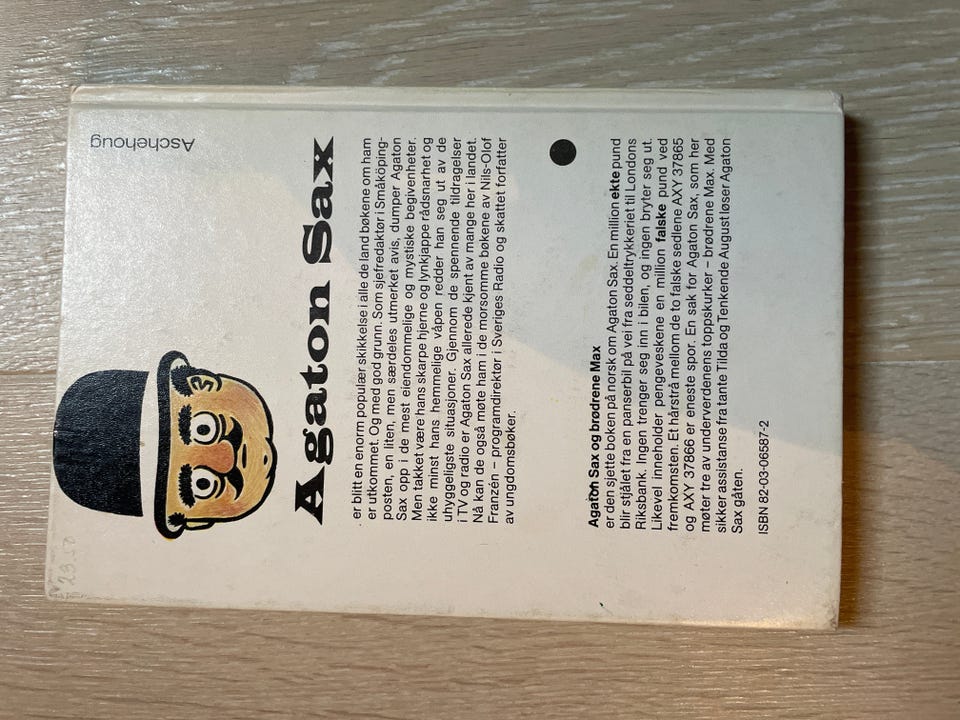 23.50
Agaton Sax
er blitt en enorm populær skikkelse i alle de land bøkene om ham
er utkommet. Og med god grunn. Som sjefredaktør i Småköping-
posten, en liten, men særdeles utmerket avis, dumper Agaton
Sax opp i de mest eiendommelige og mystiske begivenheter.
Men takket være hans skarpe hjerne og lynkjappe rådsnarhet og
ikke minst hans hemmelige våpen redder han seg ut av de
uhyggeligste situasjoner. Gjennom de spennende tildragelser
i TV og radio er Agaton Sax allerede kjent av mange her i landet.
Nå kan de også møte ham i de morsomme bøkene av Nils-Olof
Franzén – programdirektør i Sveriges Radio og skattet forfatter
av ungdomsbøker.
Agaton Sax og brødrene Max
er den sjette boken på norsk om Agaton Sax. En million ekte pund
blir stjålet fra en panserbil på vei fra seddeltrykkeriet til Londons
Riksbank. Ingen trenger seg inn i bilen, og ingen bryter seg ut.
Likevel inneholder pengeveskene en million falske pund ved
fremkomsten. Et hårstrå mellom de to falske sedlene AXY 37865
og AXY 37866 er eneste spor. En sak for Agaton Sax, som her
møter tre av underverdenens toppskurker – brødrene Max. Med
sikker assistanse fra tante Tilda og Tenkende August løser Agaton
Sax gåten.
ISBN 82-03-06587-2
Aschehoug